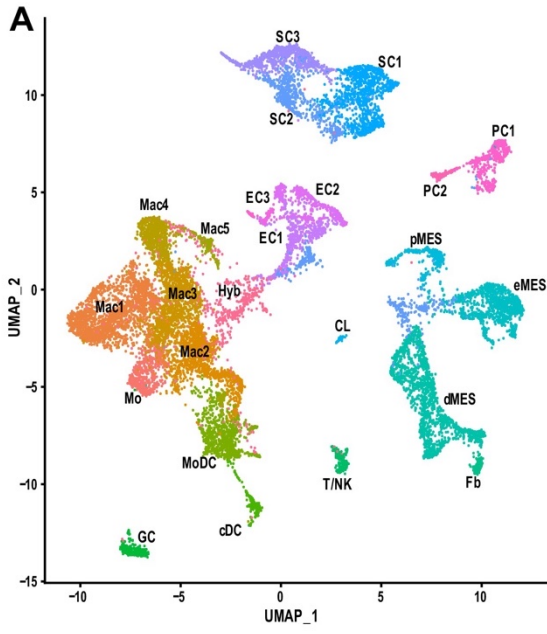 A
SC3
SC1
SC2
PC1
PC2
EC3
EC2
EC1
Mac4
Mac5
pMES
eMES
Mac1
Mac3
Hyb
CL
Mac2
Mo
dMES
MoDC
T/NK
Fb
cDC
GC
UMAP_2
10
5
0
−5
−10
−15
−10
−5
0
5
10
UMAP_1